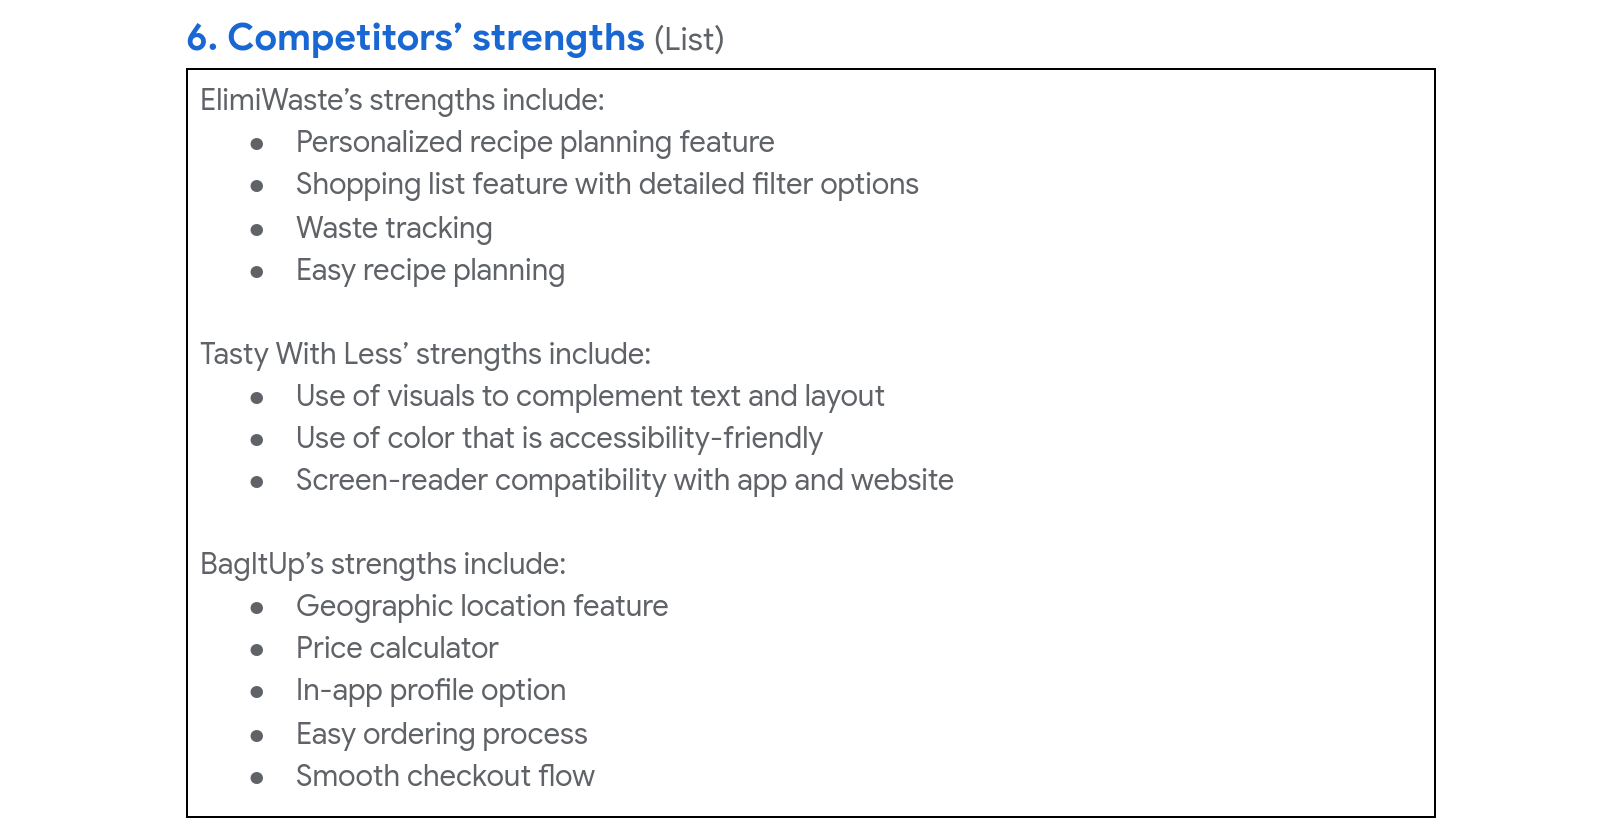 6. Competitors’ strengths (List)
ElimiWaste’s strengths include:
● Personalized recipe planning feature
● Shopping list feature with detailed filter options
● Waste tracking
● Easy recipe planning
Tasty With Less’ strengths include:
● Use of visuals to complement text and layout
● Use of color that is accessibility-friendly
● Screen-reader compatibility with app and website
BagItUp’s strengths include:
● Geographic location feature
● Price calculator
● In-app profile option
● Easy ordering process
● Smooth checkout flow